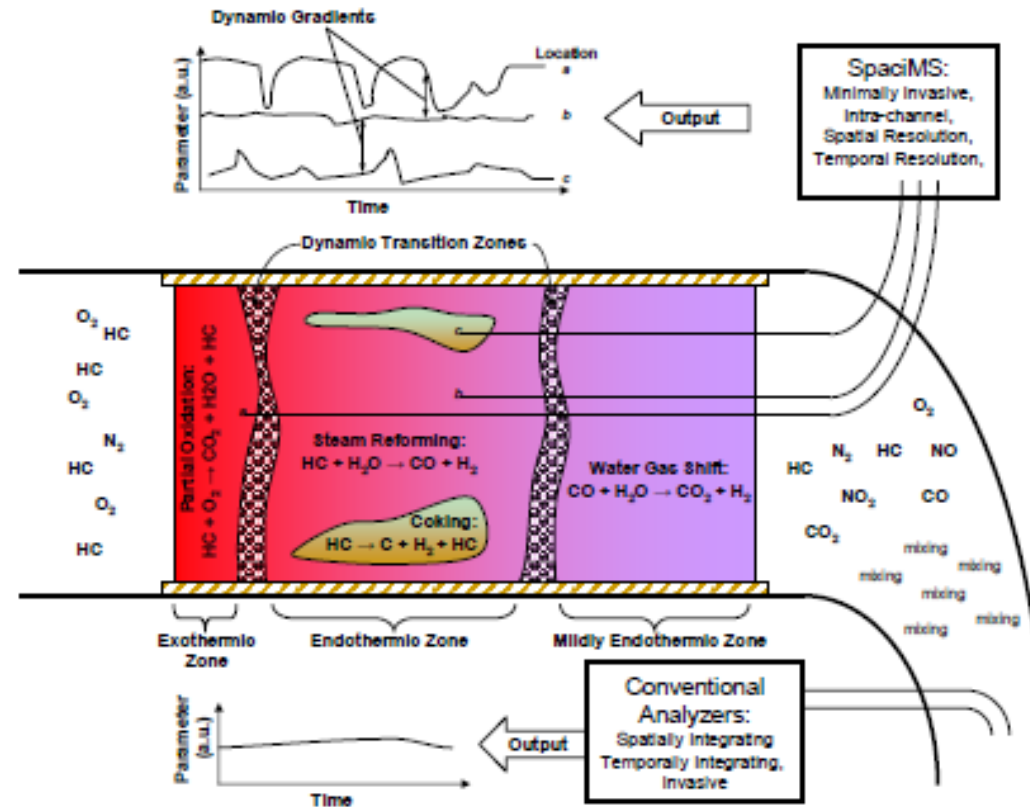 Dynamic Gradients
Location
a
b
c
Parameter (a.u.)
Time
Output
SpaciMS:
Minimally Invasive,
Intra-channel,
Spatial Resolution,
Temporal Resolution,
Dynamic Transition Zones
O₂
HC
HC
O₂
N₂
HC
O₂
HC
Partial Oxidation:
HC + O₂ → CO₂ + H2O + HC
c
b
a
Steam Reforming:
HC + H₂O → CO + H₂
Coking:
HC → C + H₂ + HC
Water Gas Shift:
CO + H₂O → CO₂ + H₂
O₂
N₂
HC
NO
HC
NO₂
CO
CO₂
mixing
mixing
mixing
mixing
mixing
mixing
Exothermic
Zone
Endothermic Zone
Mildly Endothermic Zone
Parameter
(a.u.)
Time
Output
Conventional
Analyzers:
Spatially Integrating
Temporally Integrating,
Invasive